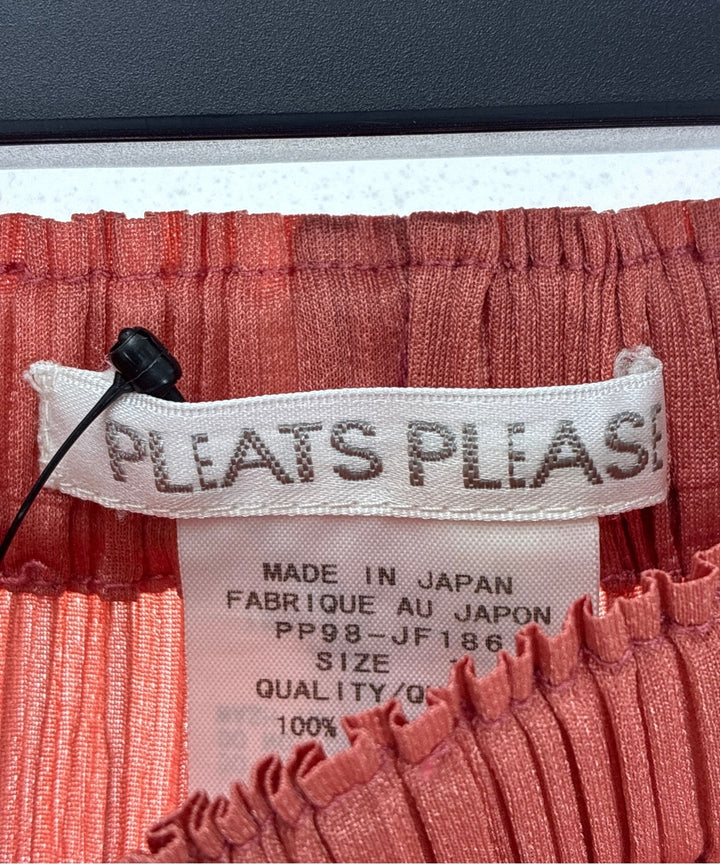 PLEATS PLEASE
MADE IN JAPAN
FABRIQUE AU JAPON
PP98-JF186
SIZE
QUALITY/
100%